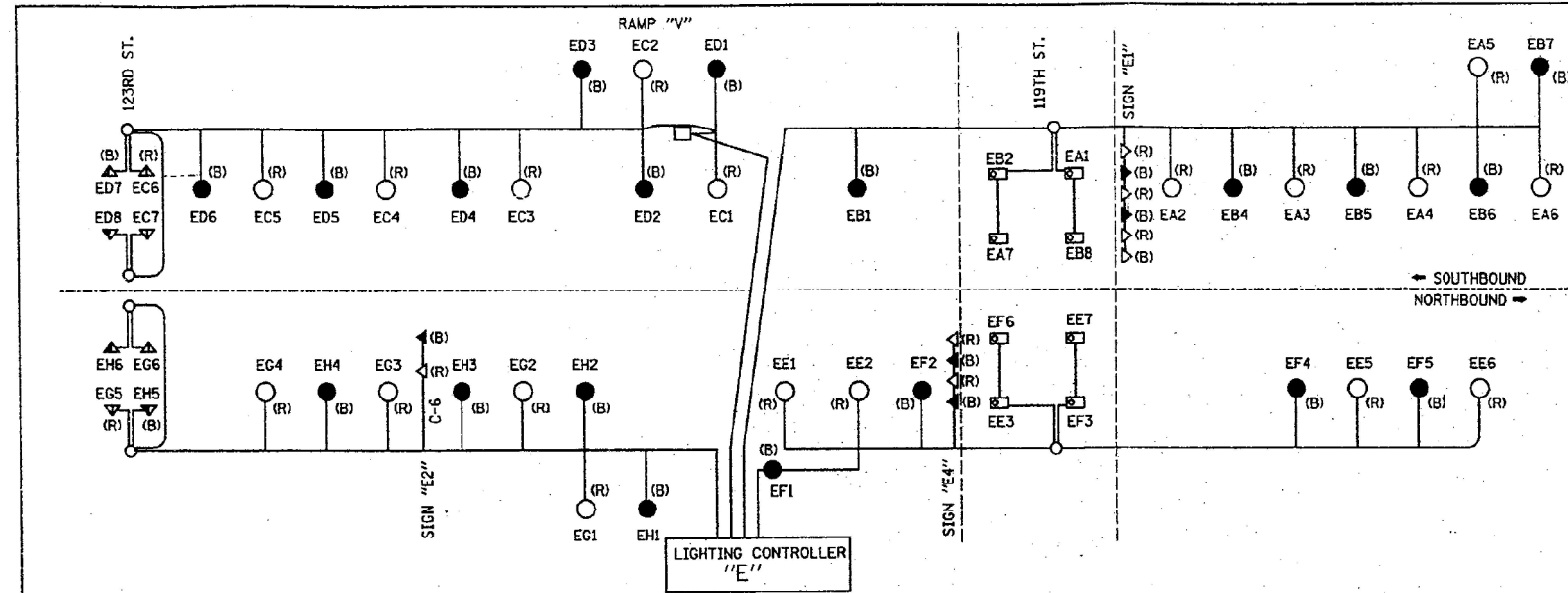 RAMP "V"
ED3 EC2 ED1
(B) (R) (B)
123RD ST.
119TH ST.
SIGN "E1"
EA5 EB7
(R) (B)
(B) (R)
ED7 EC6
ED8 EC7
(B) (R) (B) (R) (B) (R) (B) (R)
ED6 EC5 ED5 EC4 ED4 EC3 ED2 EC1
(B)
EB1
EB2 EA1
EA7 EB8
(R)
(B)
(R)
(B)
(R)
(B)
(R) (B) (R) (B) (R) (B) (R)
EA2 EB4 EA3 EB5 EA4 EB6 EA6
← SOUTHBOUND
NORTHBOUND →
EH6 EG6
EG5 EH5
(R) (B)
EG4 EH4 EG3 EH3 EG2 EH2
(R) (B) (R) (B) (R) (B)
(B)
(R)
C-6
SIGN "E2"
(R) (B)
EG1 EH1
EE1 EE2 EF2
(R) (R) (B)
(B)
EF1
(R)
(B)
(R)
(B)
SIGN "E4"
EF6 EE7
EE3 EF3
EF4 EE5 EF5 EE6
(B) (R) (B) (R)
LIGHTING CONTROLLER
"E"